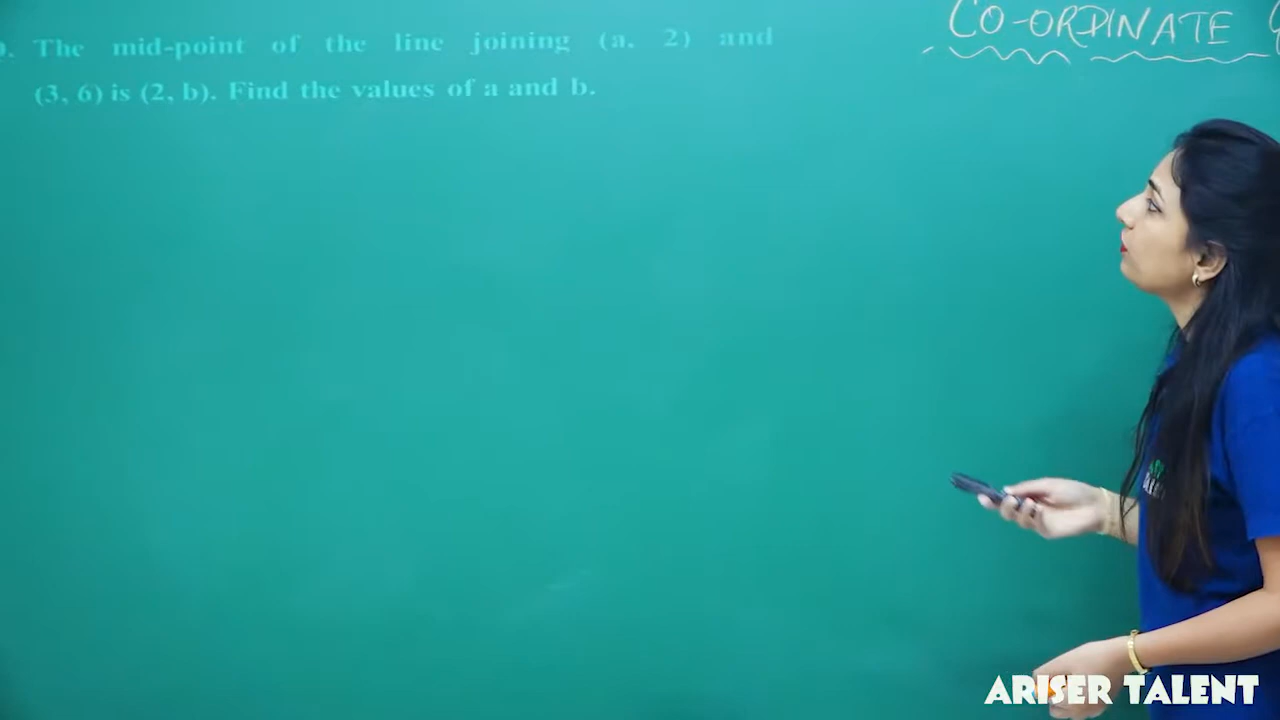 The mid-point of the line joining (a, 2) and
(3, 6) is (2, b). Find the values of a and b.
CO-ORDINATE
ARISER TALENT